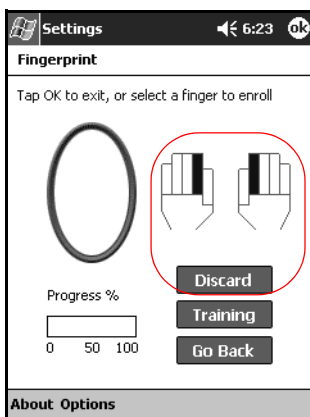 Settings 6:23 ok
Fingerprint
Tap OK to exit, or select a finger to enroll
Discard
Progress %
Training
0 50 100
Go Back
About Options